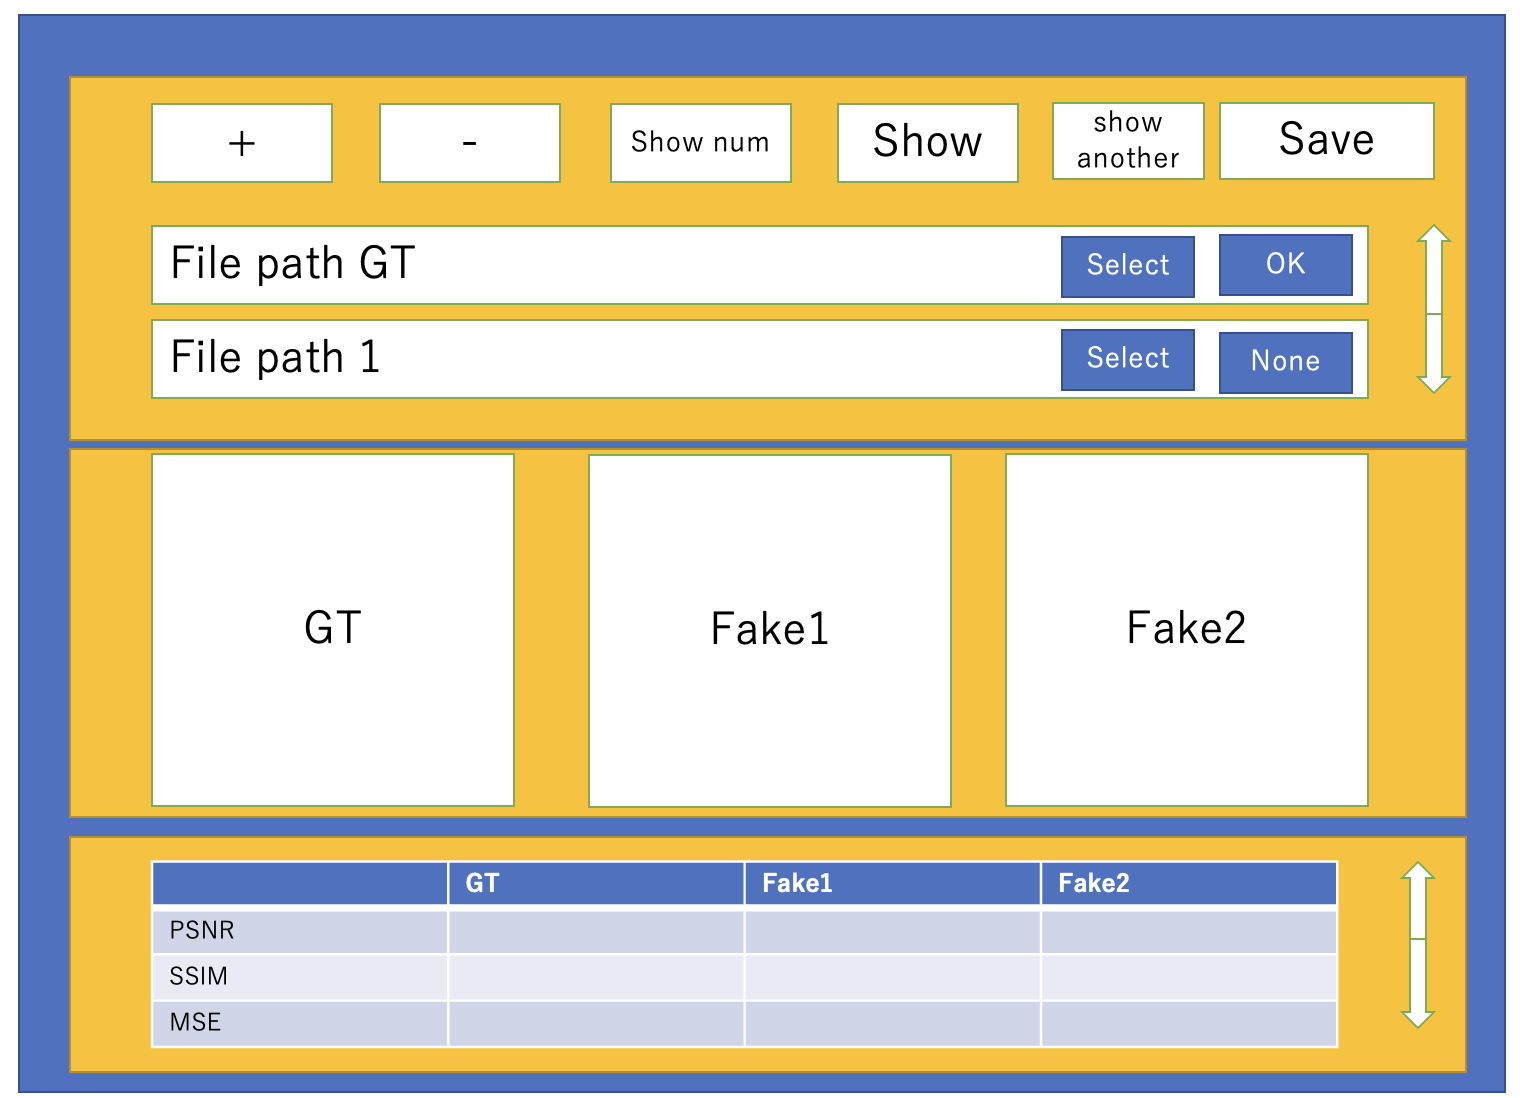 +
-
Show num
Show
show
another
Save
File path GT
Select
OK
File path 1
Select
None
GT
Fake1
Fake2
GT Fake1 Fake2
PSNR
SSIM
MSE